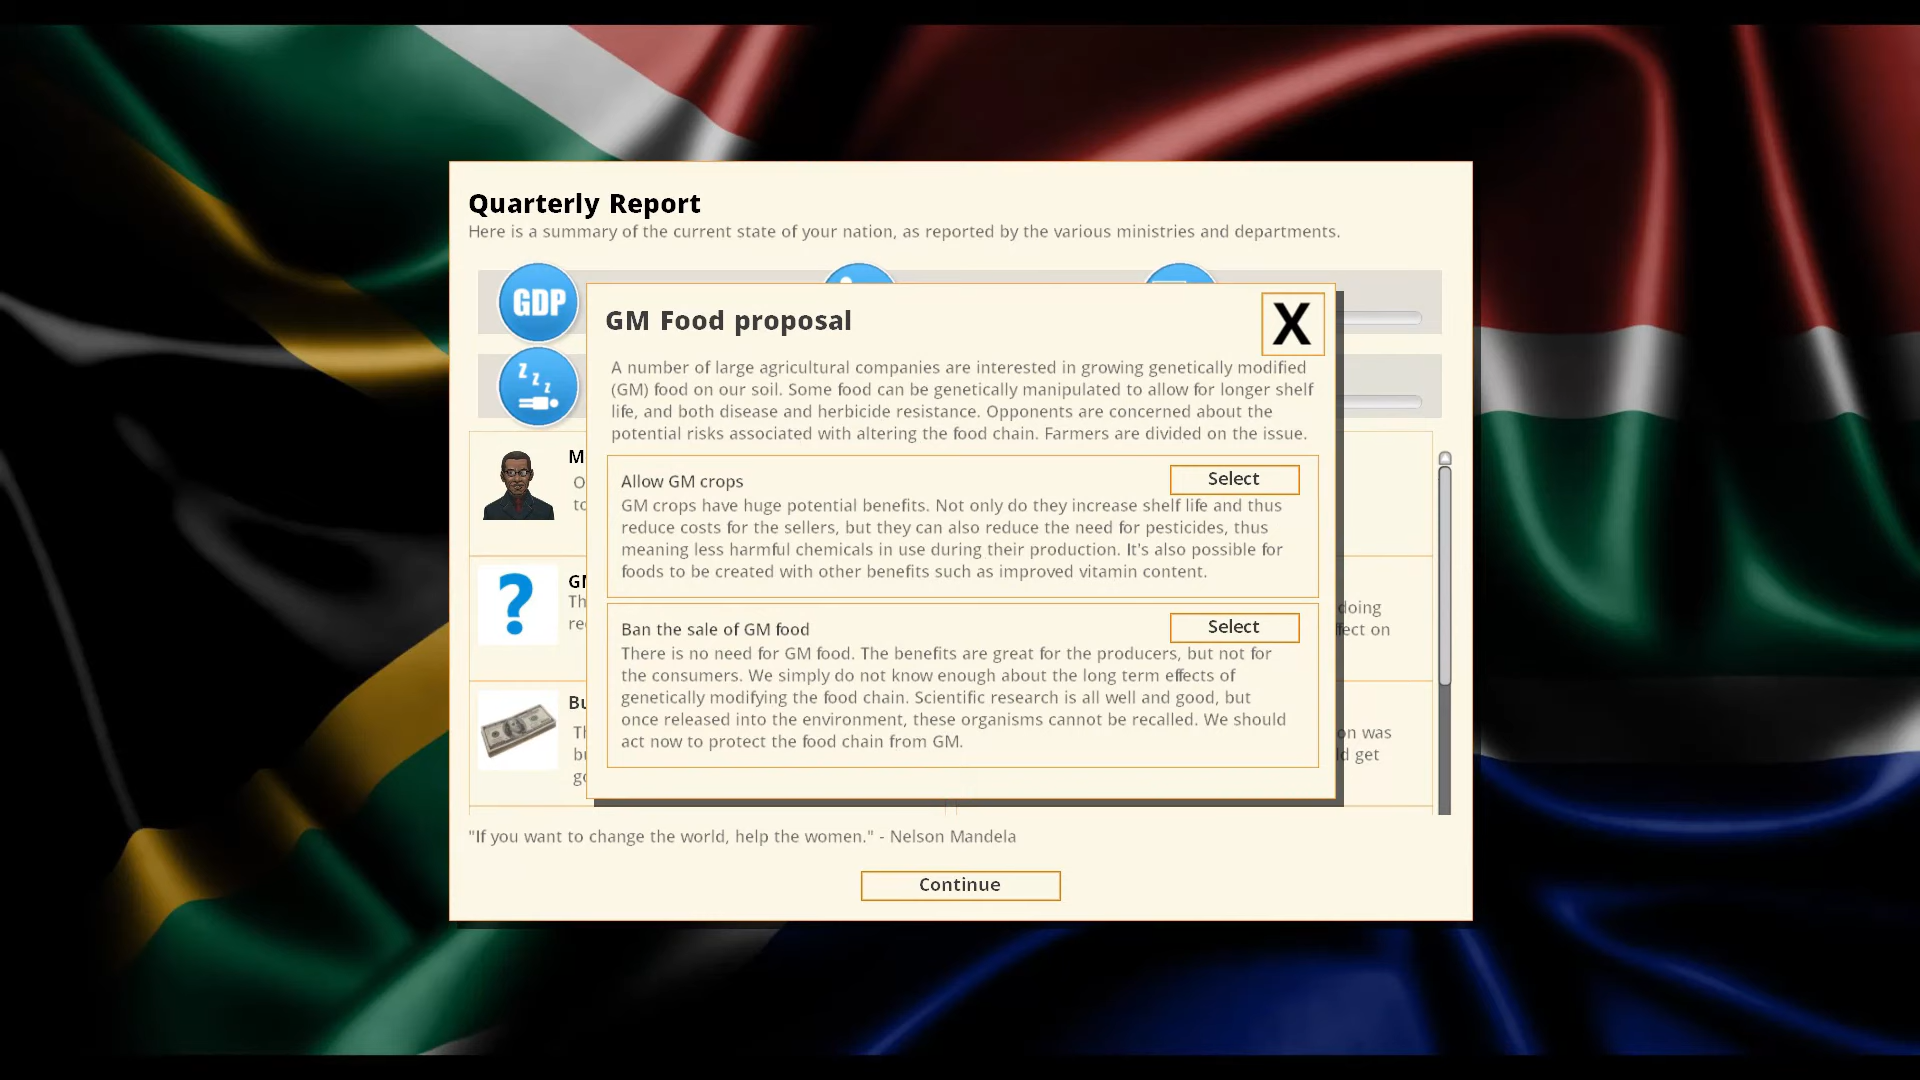 Quarterly Report
Here is a summary of the current state of your nation, as reported by the various ministries and departments.
GDP
z z z
GM Food proposal
X
A number of large agricultural companies are interested in growing genetically modified
(GM) food on our soil. Some food can be genetically manipulated to allow for longer shelf
life, and both disease and herbicide resistance. Opponents are concerned about the
potential risks associated with altering the food chain. Farmers are divided on the issue.
Allow GM crops
Select
GM crops have huge potential benefits. Not only do they increase shelf life and thus
reduce costs for the sellers, but they can also reduce the need for pesticides, thus
meaning less harmful chemicals in use during their production. It's also possible for
foods to be created with other benefits such as improved vitamin content.
Ban the sale of GM food
Select
There is no need for GM food. The benefits are great for the producers, but not for
the consumers. We simply do not know enough about the long term effects of
genetically modifying the food chain. Scientific research is all well and good, but
once released into the environment, these organisms cannot be recalled. We should
act now to protect the food chain from GM.
?
doing
on was
get
"If you want to change the world, help the women." - Nelson Mandela
Continue